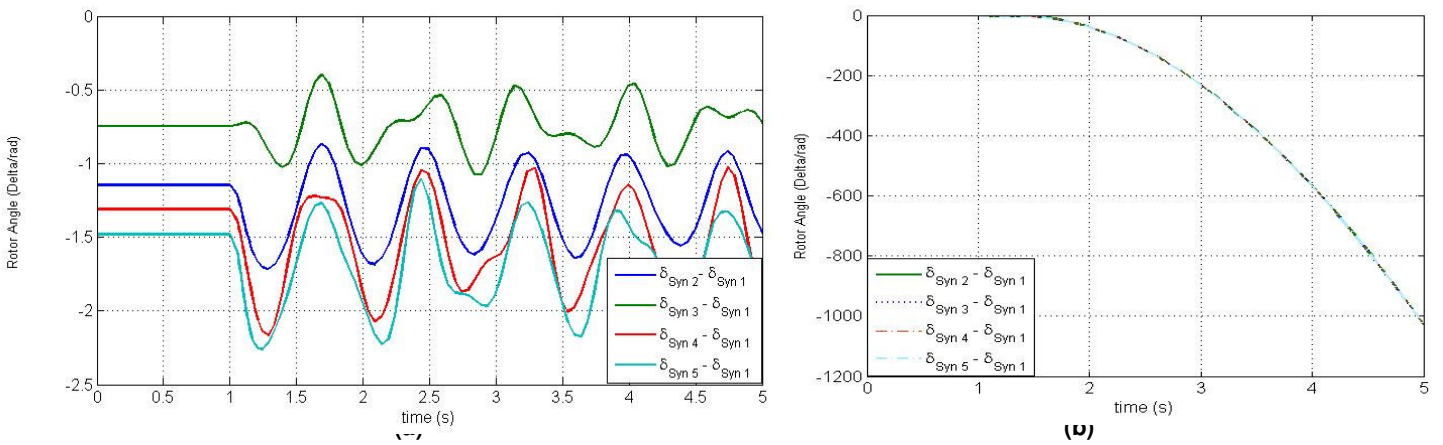 0
-0.5
-1
-1.5
-2
-2.5
Rotor Angle (Delta/rad)
0 0.5 1 1.5 2 2.5 3 3.5 4 4.5 5
time (s)
δSyn 2 - δSyn 1
δSyn 3 - δSyn 1
δSyn 4 - δSyn 1
δSyn 5 - δSyn 1
(a)
0
-200
-400
-600
-800
-1000
-1200
Rotor Angle (Delta/rad)
0 1 2 3 4 5
time (s)
δSyn 2 - δSyn 1
δSyn 3 - δSyn 1
δSyn 4 - δSyn 1
δSyn 5 - δSyn 1
(b)